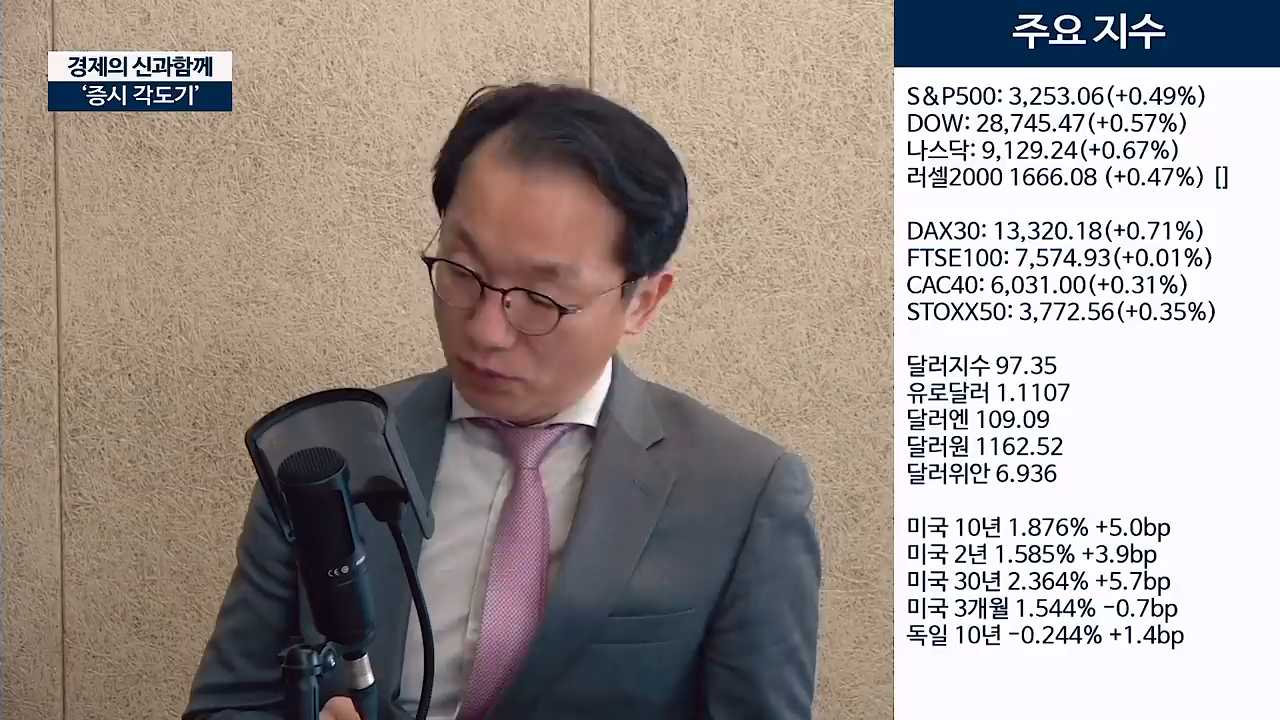 경제의 신과함께
‘증시 각도기’
주요 지수
S&P500: 3,253.06(+0.49%)
DOW: 28,745.47(+0.57%)
나스닥: 9,129.24(+0.67%)
러셀2000 1666.08 (+0.47%) []
DAX30: 13,320.18(+0.71%)
FTSE100: 7,574.93(+0.01%)
CAC40: 6,031.00(+0.31%)
STOXX50: 3,772.56(+0.35%)
달러지수 97.35
유로달러 1.1107
달러엔 109.09
달러원 1162.52
달러위안 6.936
미국 10년 1.876% +5.0bp
미국 2년 1.585% +3.9bp
미국 30년 2.364% +5.7bp
미국 3개월 1.544% -0.7bp
독일 10년 -0.244% +1.4bp